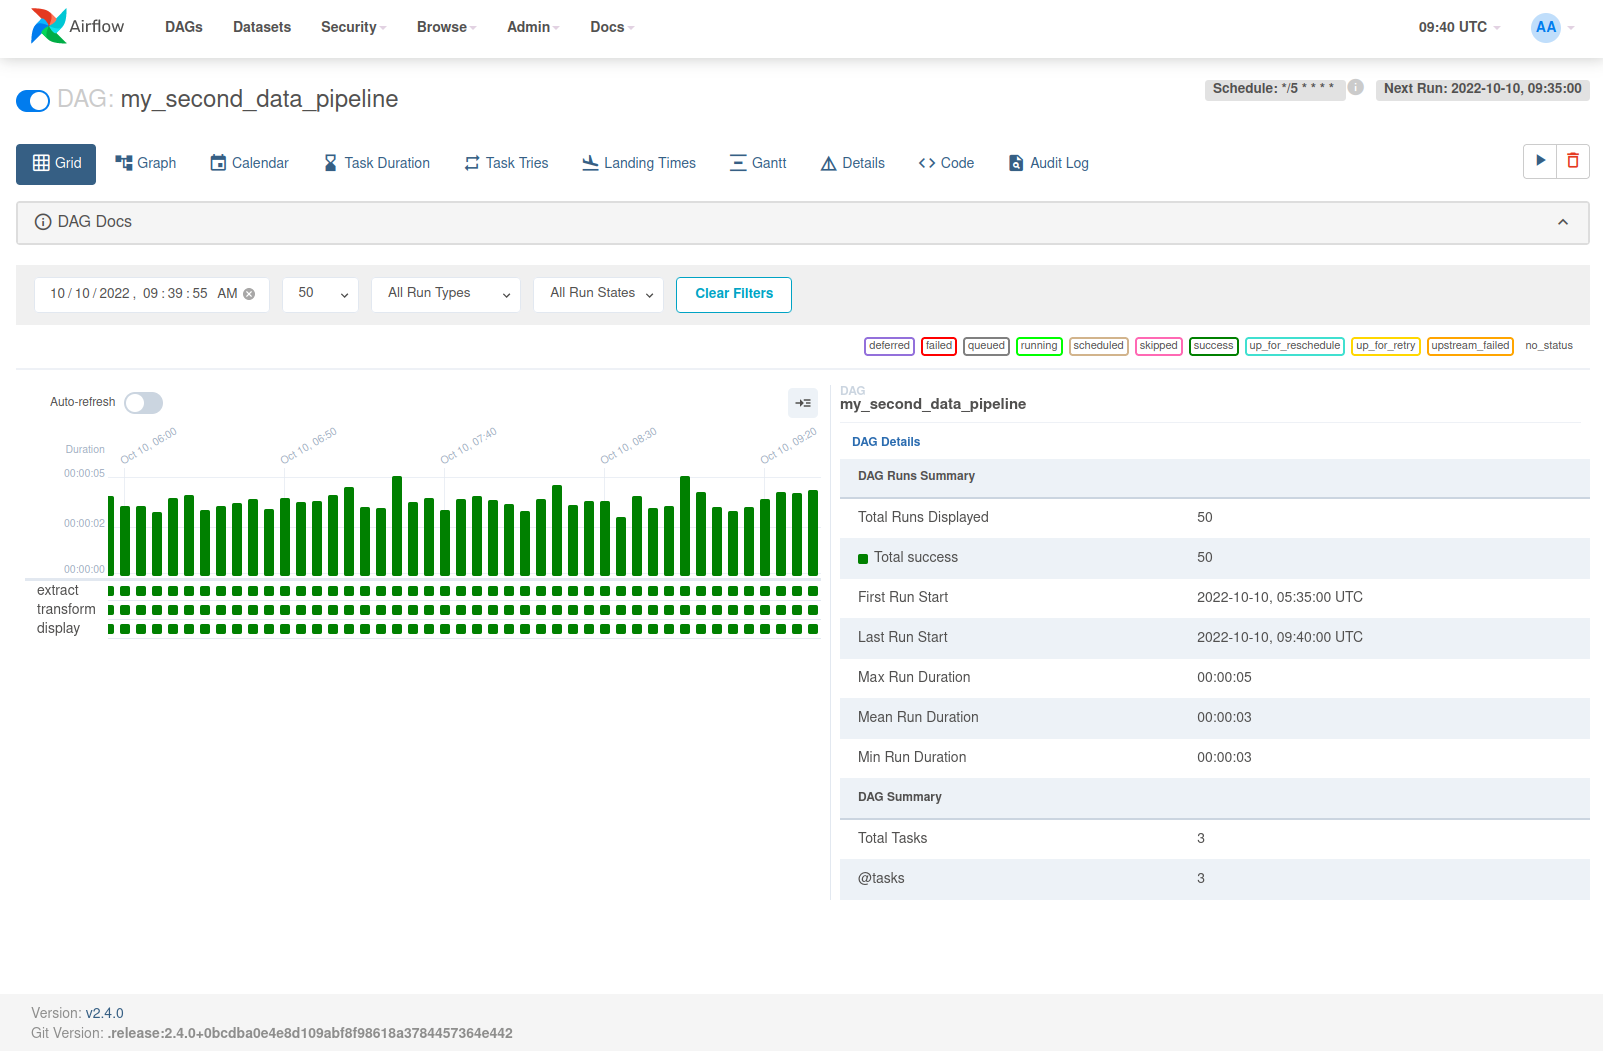 Airflow DAGs Datasets Security Browse Admin Docs 09:40 UTC AA
DAG: my_second_data_pipeline Schedule: */5 * * * * Next Run: 2022-10-10, 09:35:00
Grid Graph Calendar Task Duration Task Tries Landing Times Gantt Details Code Audit Log
DAG Docs
10 / 10 / 2022 , 09 : 39 : 55 AM 50 All Run Types All Run States Clear Filters
deferred failed queued running scheduled skipped success up_for_reschedule up_for_retry upstream_failed no_status
Auto-refresh
Oct 10, 06:00 Oct 10, 06:50 Oct 10, 07:40 Oct 10, 08:30 Oct 10, 09:20
Duration
00:00:05
00:00:02
00:00:00
extract
transform
display
DAG
my_second_data_pipeline
DAG Details
DAG Runs Summary
Total Runs Displayed 50
Total success 50
First Run Start 2022-10-10, 05:35:00 UTC
Last Run Start 2022-10-10, 09:40:00 UTC
Max Run Duration 00:00:05
Mean Run Duration 00:00:03
Min Run Duration 00:00:03
DAG Summary
Total Tasks 3
@tasks 3
Version: v2.4.0
Git Version: .release:2.4.0+0bcdba0e4e8d109abf8f98618a3784457364e442